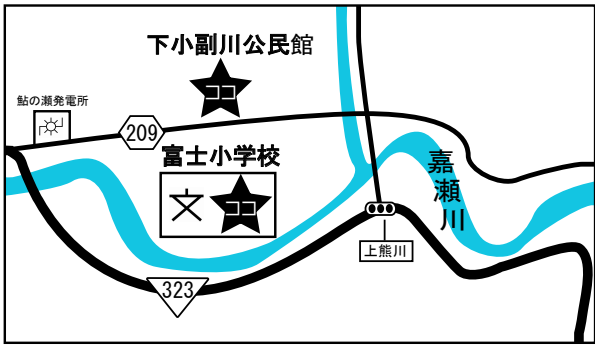 下小副川公民館
ココ
鮎の瀬発電所
209
富士小学校
文
ココ
嘉瀬川
上熊川
323